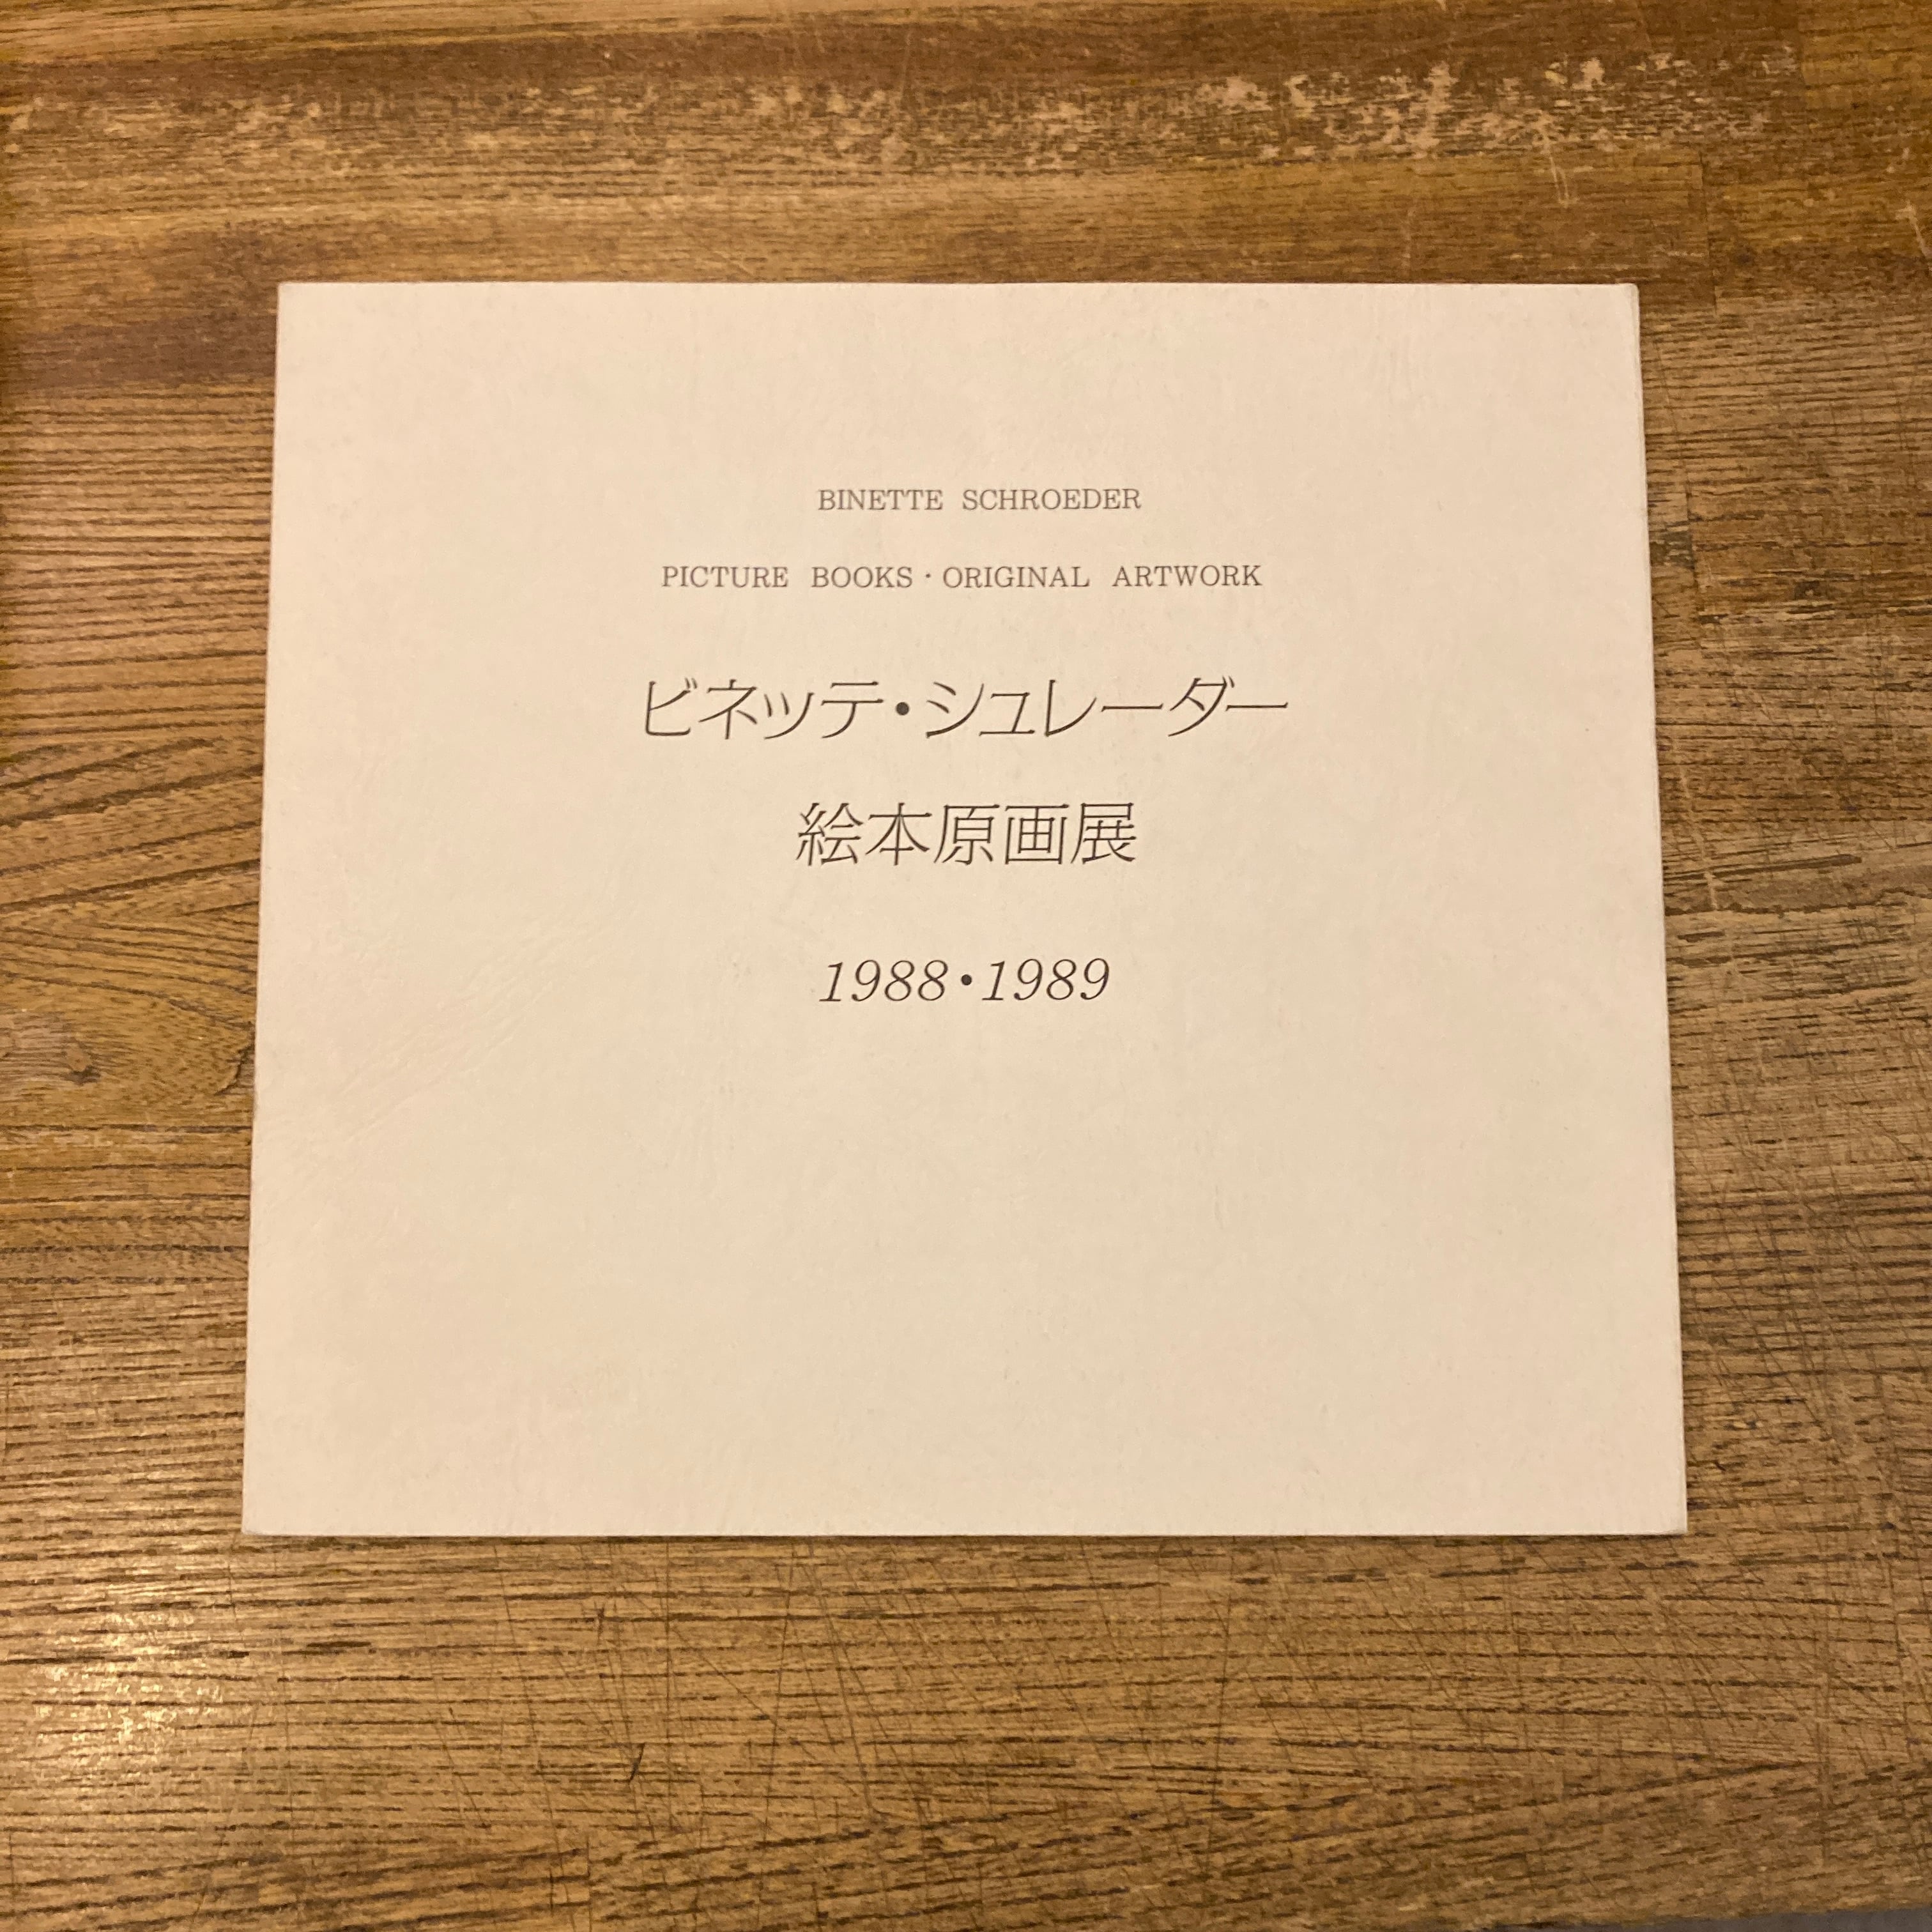 BINETTE SCHROEDER
PICTURE BOOKS・ORIGINAL ARTWORK
ビネッテ・シュレーダー
絵本原画展
1988・1989